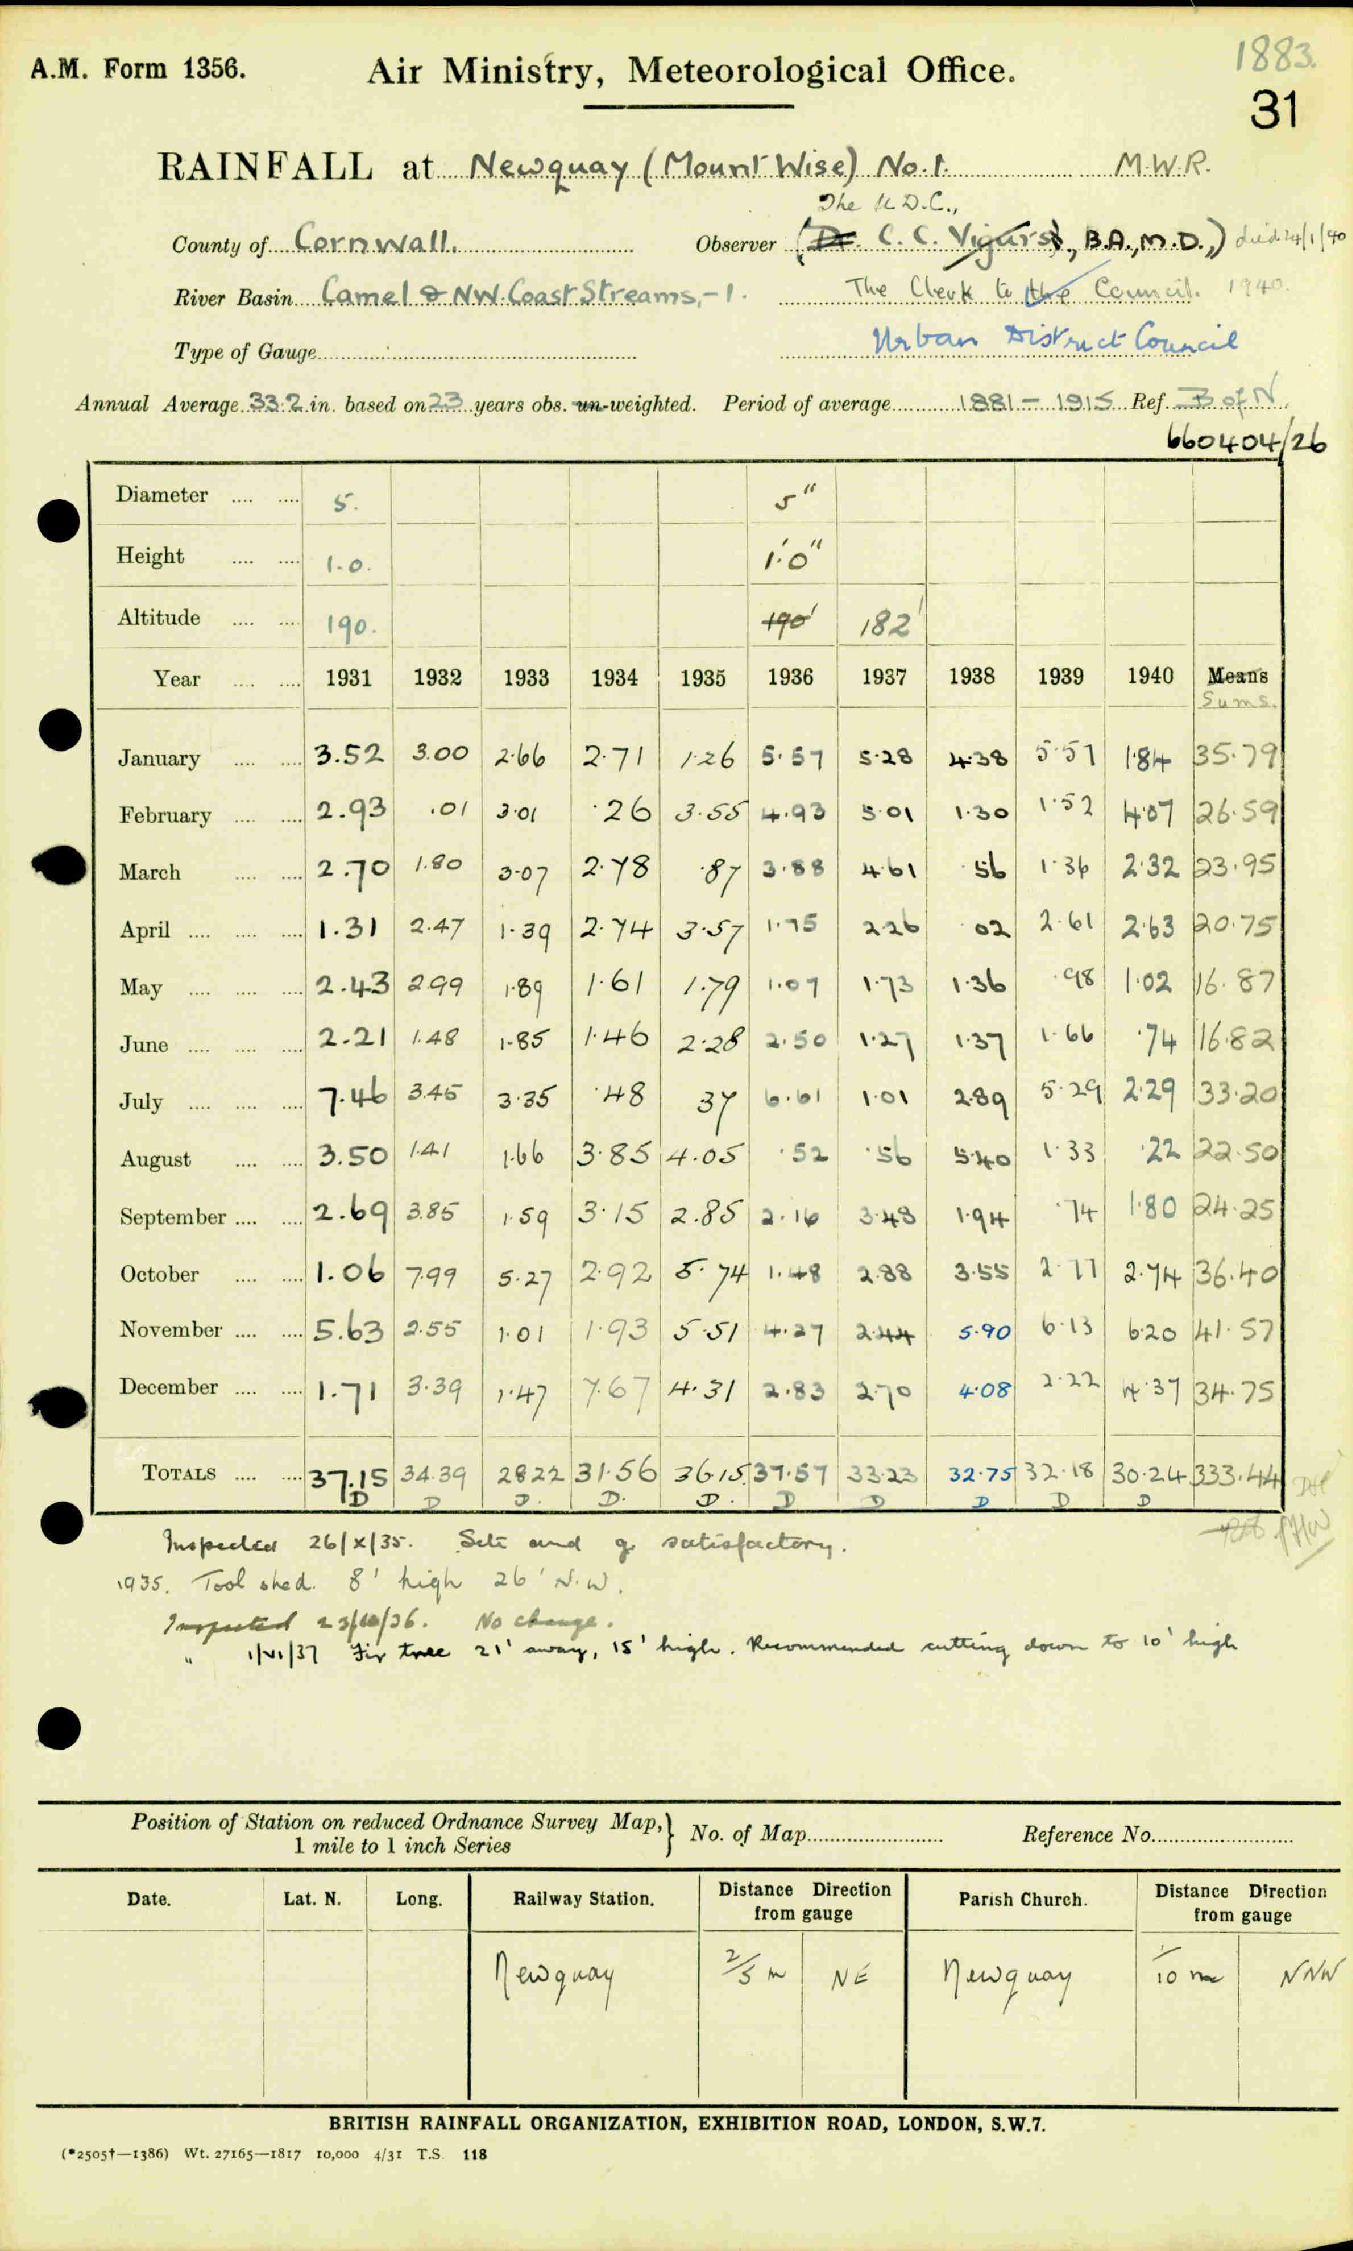 1883.
A.M. Form 1356. Air Ministry, Meteorological Office.
31
RAINFALL at Newquay (Mount Wise) No.1. M.W.R.
The U.D.C.,
County of Cornwall. Observer (Dr. C. C. Vigurs, B.A., M.D.,) died 24/1/40
River Basin Camel & NW. Coast Streams,-1. The Clerk to the Council. 1940.
Type of Gauge Urban District Council
Annual Average 33.2 in. based on 23 years obs. un-weighted. Period of average 1881 – 1915 Ref. B of N.
660404/26
Diameter 5. 5"
Height 1.0. 1'.0"
Altitude 190. 190' 182'
Year 1931 1932 1933 1934 1935 1936 1937 1938 1939 1940 Means
Sums.
January 3.52 3.00 2.66 2.71 1.26 5.57 5.28 4.38 5.57 1.84 35.79
February 2.93 .01 3.01 .26 3.55 4.93 5.01 1.30 1.52 4.07 26.59
March 2.70 1.80 3.07 2.78 .87 3.88 4.61 .56 1.36 2.32 23.95
April 1.31 2.47 1.39 2.74 3.57 1.75 2.26 .02 2.61 2.63 20.75
May 2.43 2.99 1.89 1.61 1.79 1.07 1.73 1.36 .98 1.02 16.87
June 2.21 1.48 1.85 1.46 2.28 2.50 1.27 1.37 1.66 .74 16.82
July 7.46 3.45 3.35 .48 37 6.61 1.01 2.89 5.29 2.29 33.20
August 3.50 1.41 1.66 3.85 4.05 .52 .56 5.40 1.33 .22 22.50
September 2.69 3.85 1.59 3.15 2.85 2.16 3.48 1.94 .74 1.80 24.25
October 1.06 7.99 5.27 2.92 5.74 1.48 2.88 3.55 2.77 2.74 36.40
November 5.63 2.55 1.01 1.93 5.51 4.27 2.44 5.90 6.13 6.20 41.57
December 1.71 3.39 1.47 7.67 4.31 2.83 2.70 4.08 2.22 4.37 34.75
TOTALS 37.15 34.39 28.22 31.56 36.15 37.57 33.23 32.75 32.18 30.24 333.44
D D D. D. D. D D D D D
Inspected 26/X/35. Site and g. satisfactory.
1935. Tool shed. 8' high 26' N.W.
Inspected 23/10/36. No change.
" 1/VI/37 Fir tree 21' away, 15' high. Recommended cutting down to 10' high
Position of Station on reduced Ordnance Survey Map,} No. of Map Reference No.
1 mile to 1 inch Series
Date. Lat. N. Long. Railway Station. Distance Direction from gauge Parish Church. Distance Direction from gauge
Newquay 2/5 m NE Newquay 1/10 m NNW
BRITISH RAINFALL ORGANIZATION, EXHIBITION ROAD, LONDON, S.W.7.
(*2505†—1386) Wt. 27165—1817 10,000 4/31 T.S. 118